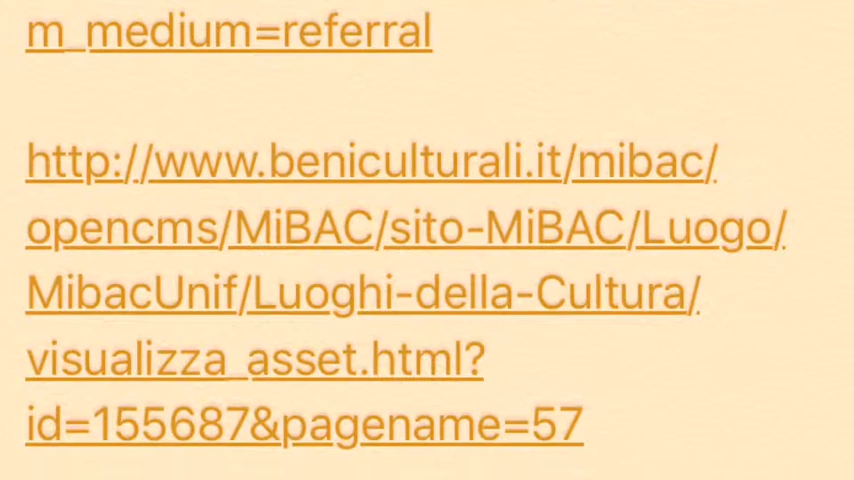 m_medium=referral
http://www.beniculturali.it/mibac/
opencms/MiBAC/sito-MiBAC/Luogo/
MibacUnif/Luoghi-della-Cultura/
visualizza_asset.html?
id=155687&pagename=57